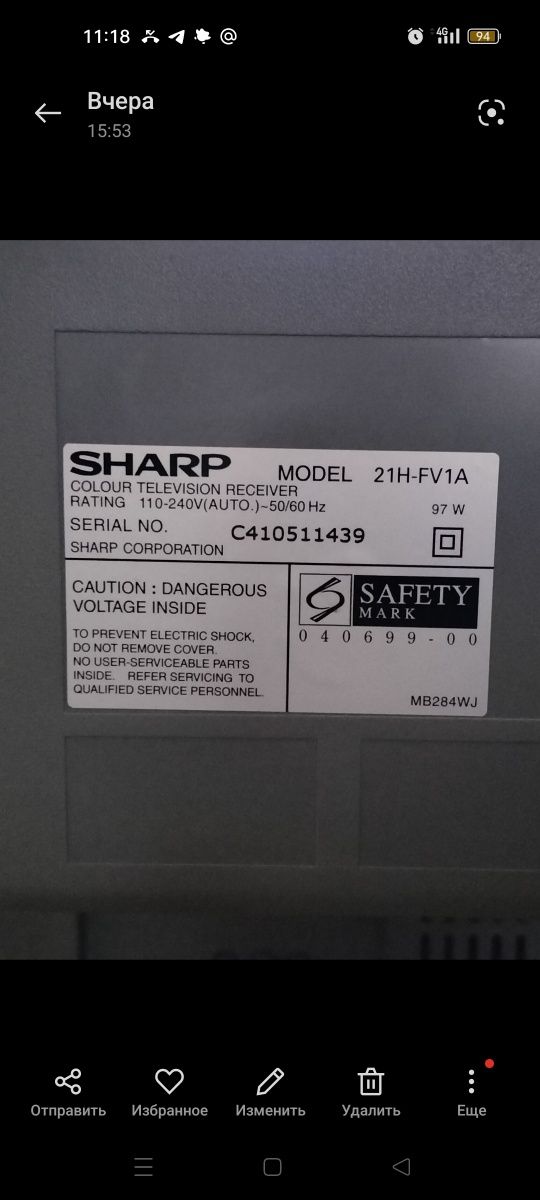 11:18
4G
94
Вчера
15:53
SHARP MODEL 21H-FV1A
COLOUR TELEVISION RECEIVER
RATING 110-240V(AUTO.)~50/60 Hz 97 W
SERIAL NO. C410511439
SHARP CORPORATION
CAUTION : DANGEROUS
VOLTAGE INSIDE
TO PREVENT ELECTRIC SHOCK,
DO NOT REMOVE COVER.
NO USER-SERVICEABLE PARTS
INSIDE. REFER SERVICING TO
QUALIFIED SERVICE PERSONNEL.
SAFETY
MARK
040699-00
MB284WJ
Отправить
Избранное
Изменить
Удалить
Еще